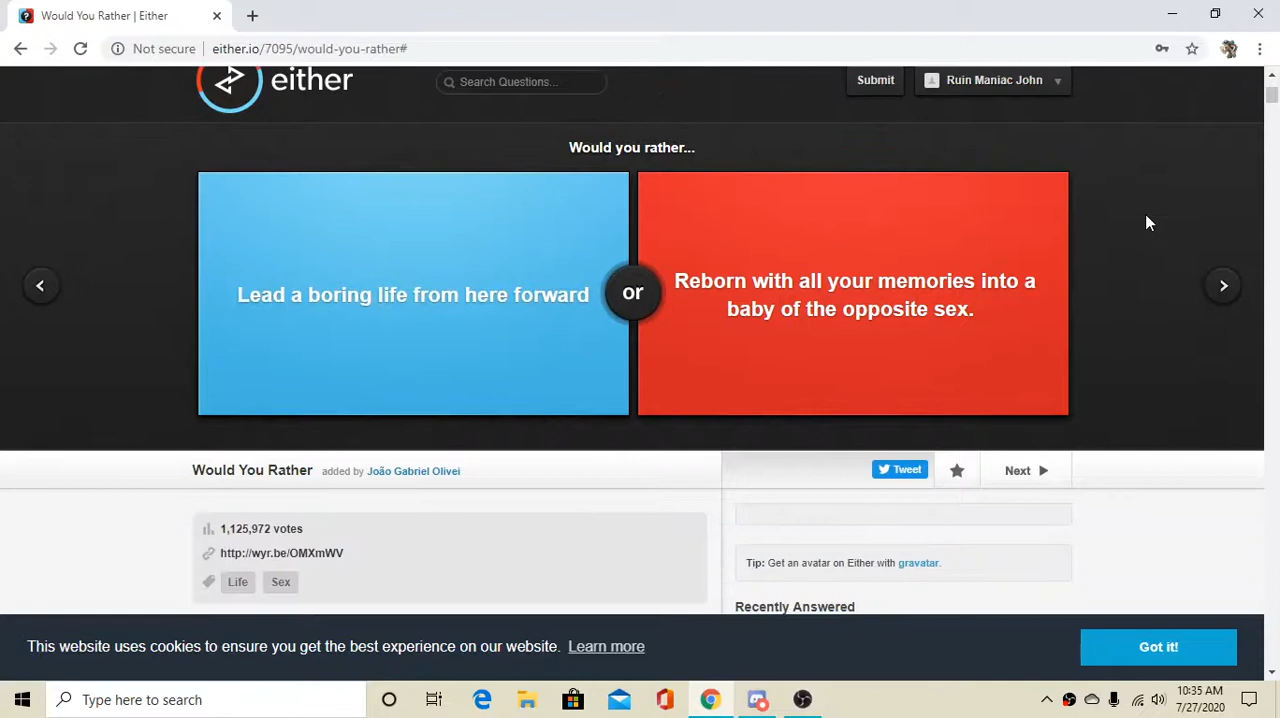 Would You Rather | Either
Not secure
either.io/7095/would-you-rather#
either
Search Questions...
Submit
Ruin Maniac John
Would you rather...
Lead a boring life from here forward
or
Reborn with all your memories into a
baby of the opposite sex.
Would You Rather added by João Gabriel Olivei
Tweet
Next
1,125,972 votes
http://wyr.be/OMXmWV
Life
Sex
Tip: Get an avatar on Either with gravatar.
Recently Answered
This website uses cookies to ensure you get the best experience on our website. Learn more
Got it!
Type here to search
10:35 AM
7/27/2020